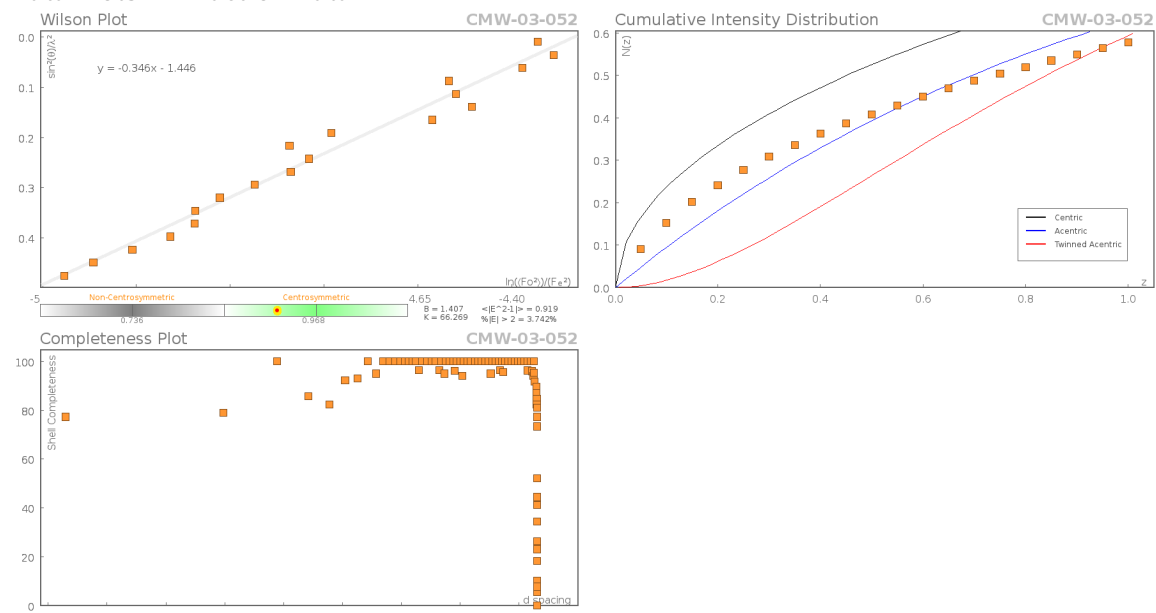 Wilson Plot CMW-03-052
0.0
0.1
0.2
0.3
0.4
sin²(θ)/λ²
y = -0.346x - 1.446
ln(⟨Fo²⟩)/(Fₑ²)
-5 4.65 -4.40
Non-Centrosymmetric Centrosymmetric
0.736 0.968
B = 1.407 <|E^2-1|> = 0.919
K = 66.269 %|E| > 2 = 3.742%
Cumulative Intensity Distribution CMW-03-052
0.6
0.5
0.4
0.3
0.2
0.1
0.0
N(z)
Centric
Acentric
Twinned Acentric
z
0.0 0.2 0.4 0.6 0.8 1.0
Completeness Plot CMW-03-052
100
80
60
40
20
0
Shell Completeness
d spacing